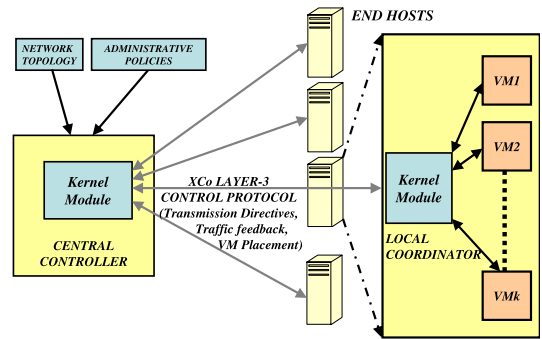 END HOSTS
NETWORK
TOPOLOGY
ADMINISTRATIVE
POLICIES
VM1
VM2
XCo LAYER-3
CONTROL PROTOCOL
(Transmission Directives,
Traffic feedback,
VM Placement)
Kernel
Module
Kernel
Module
CENTRAL
CONTROLLER
LOCAL
COORDINATOR
VMk